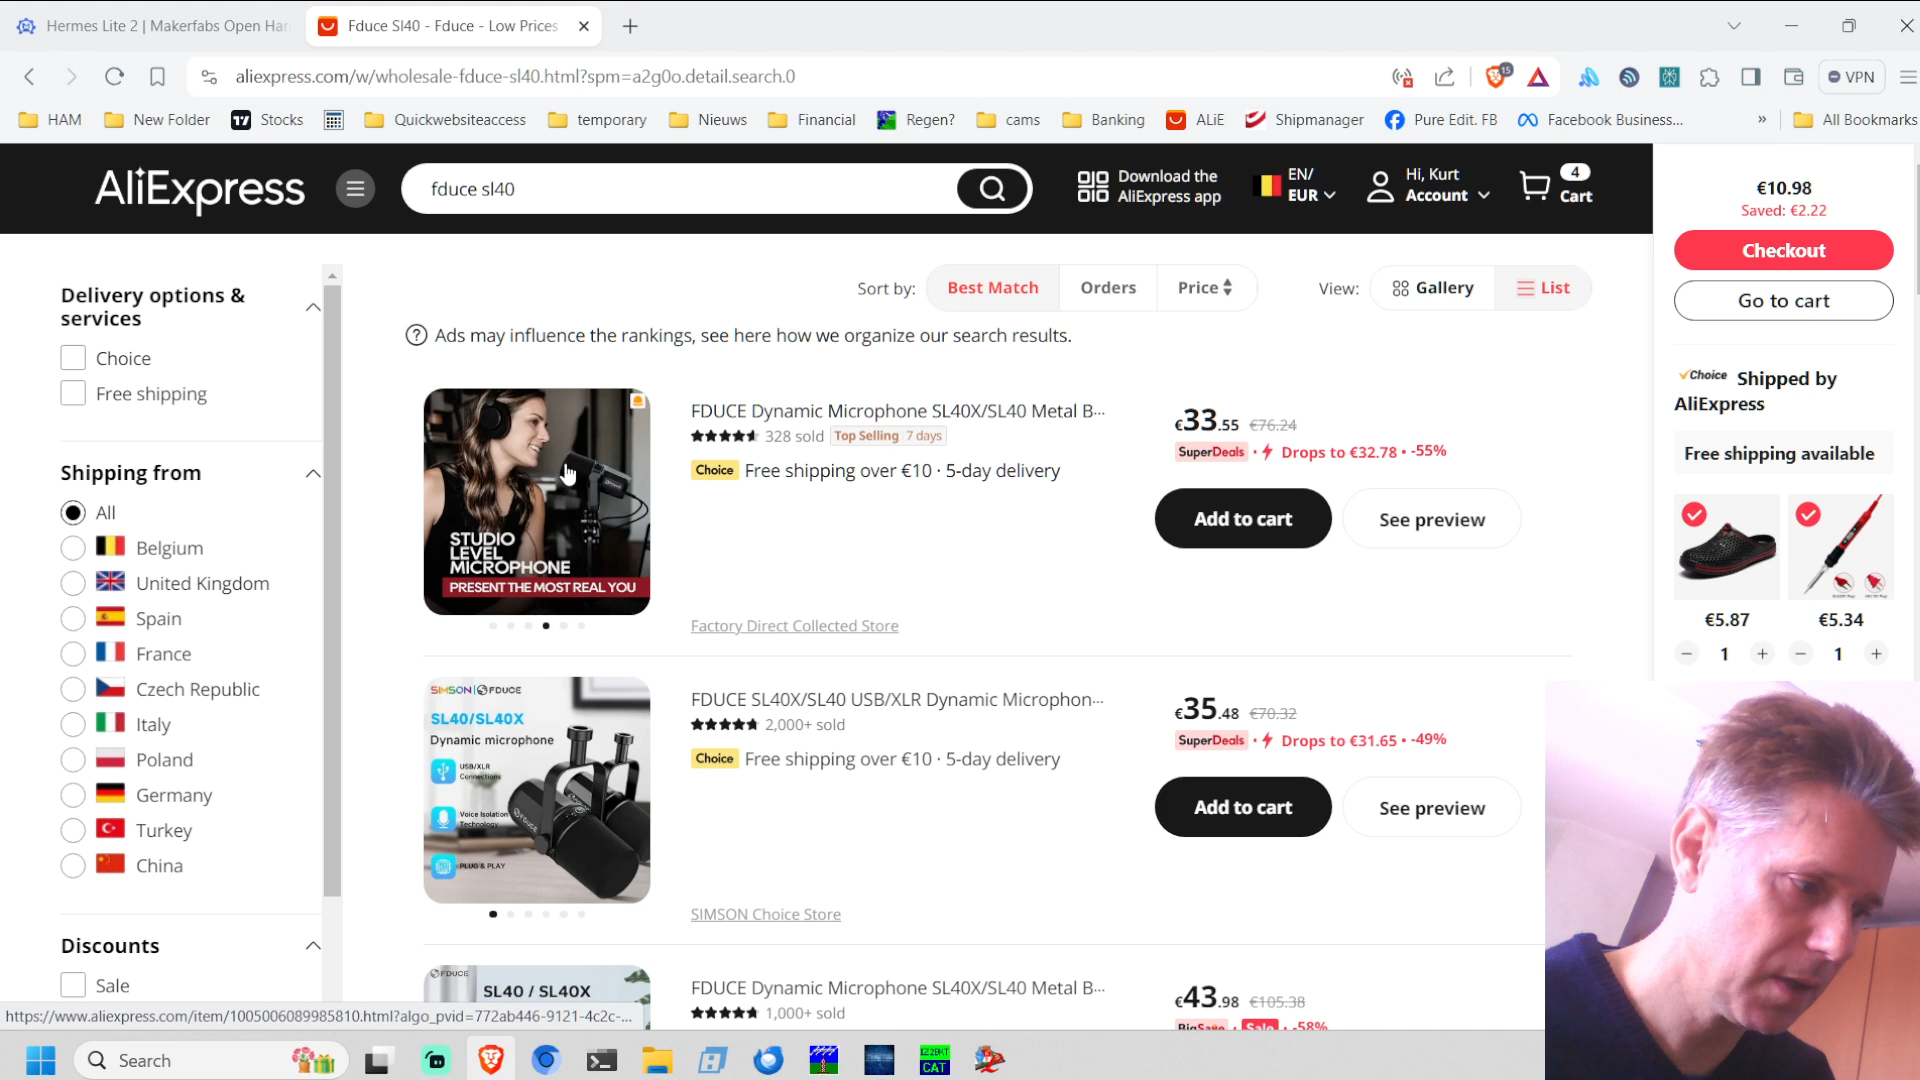 Hermes Lite 2 | Makerfabs Open Har
Fduce Sl40 - Fduce - Low Prices
aliexpress.com/w/wholesale-fduce-sl40.html?spm=a2g0o.detail.search.0
15
VPN
HAM
New Folder
Stocks
Quickwebsiteaccess
temporary
Nieuws
Financial
Regen?
cams
Banking
ALiE
Shipmanager
Pure Edit. FB
Facebook Business...
»
All Bookmarks
AliExpress
fduce sl40
Download the
AliExpress app
EN/
EUR
Hi, Kurt
Account
4
Cart
€10.98
Saved: €2.22
Checkout
Go to cart
Choice Shipped by
AliExpress
Free shipping available
€5.87
€5.34
− 1 +
− 1 +
Delivery options &
services
Choice
Free shipping
Shipping from
All
Belgium
United Kingdom
Spain
France
Czech Republic
Italy
Poland
Germany
Turkey
China
Discounts
Sale
Sort by:
Best Match
Orders
Price
View:
Gallery
List
Ads may influence the rankings, see here how we organize our search results.
STUDIO
LEVEL
MICROPHONE
PRESENT THE MOST REAL YOU
FDUCE Dynamic Microphone SL40X/SL40 Metal B...
328 sold
Top Selling 7 days
Choice Free shipping over €10 · 5-day delivery
Factory Direct Collected Store
€33.55 €76.24
SuperDeals · Drops to €32.78 · -55%
Add to cart
See preview
SIMSON | FDUCE
SL40/SL40X
Dynamic microphone
USB/XLR
Connections
Voice Isolation
Technology
PLUG & PLAY
FDUCE SL40X/SL40 USB/XLR Dynamic Microphon...
2,000+ sold
Choice Free shipping over €10 · 5-day delivery
SIMSON Choice Store
€35.48 €70.32
SuperDeals · Drops to €31.65 · -49%
Add to cart
See preview
FDUCE
SL40 / SL40X
FDUCE Dynamic Microphone SL40X/SL40 Metal B...
1,000+ sold
€43.98 €105.38
BigSave · Sale · -58%
https://www.aliexpress.com/item/1005006089985810.html?algo_pvid=772ab446-9121-4c2c-...
Search
CAT